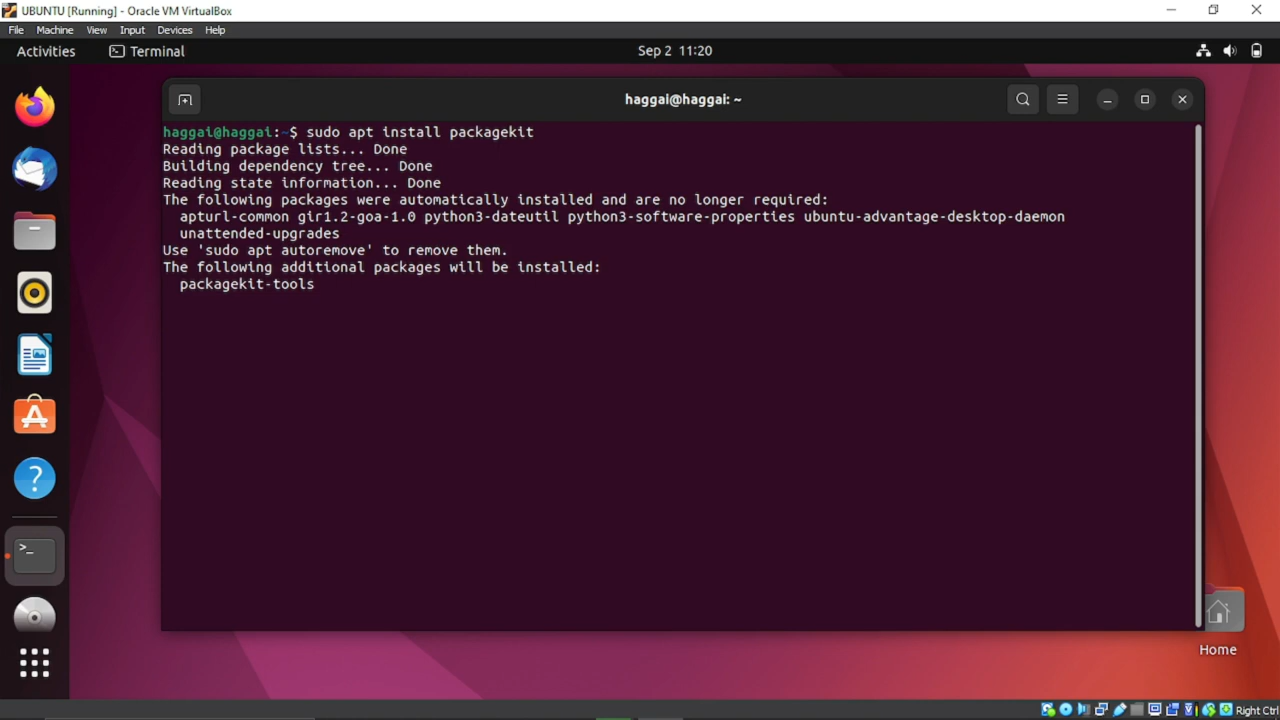 UBUNTU [Running] - Oracle VM VirtualBox
File Machine View Input Devices Help
Activities Terminal Sep 2 11:20
haggai@haggai: ~
haggai@haggai:~$ sudo apt install packagekit
Reading package lists... Done
Building dependency tree... Done
Reading state information... Done
The following packages were automatically installed and are no longer required:
apturl-common gir1.2-goa-1.0 python3-dateutil python3-software-properties ubuntu-advantage-desktop-daemon
unattended-upgrades
Use 'sudo apt autoremove' to remove them.
The following additional packages will be installed:
packagekit-tools
Home
Right Ctrl